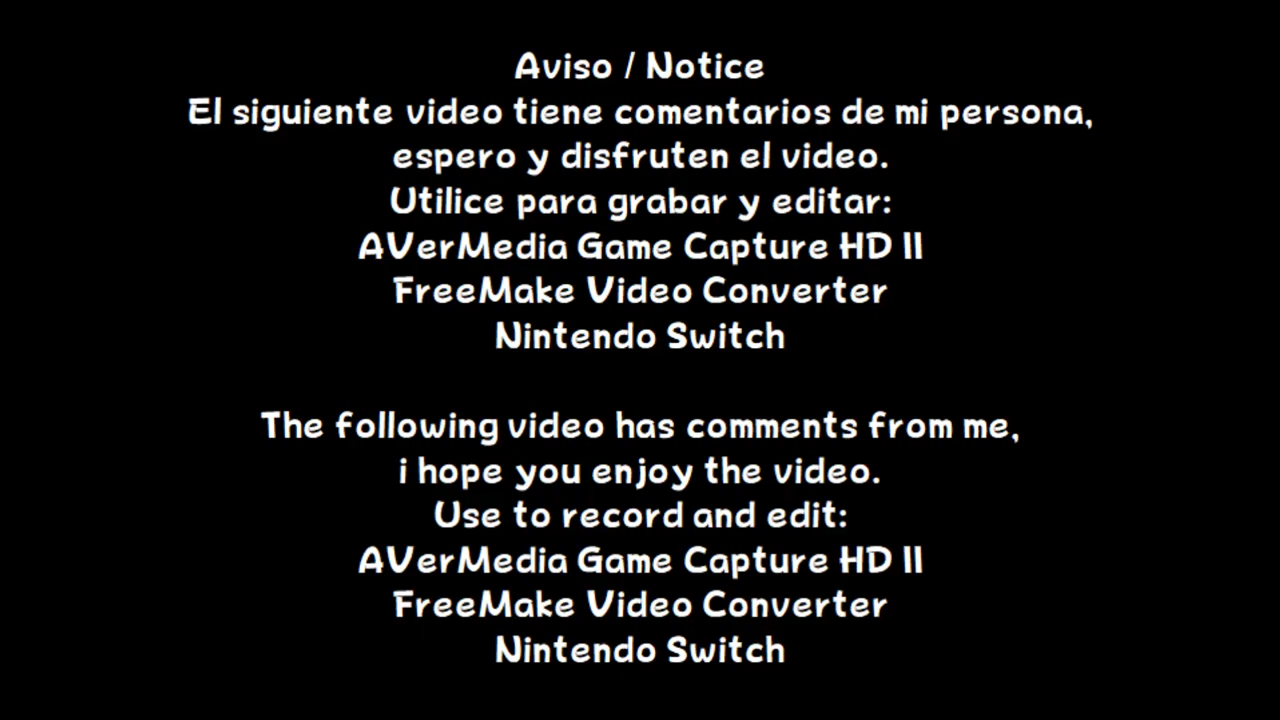 Aviso / Notice
El siguiente video tiene comentarios de mi persona,
espero y disfruten el video.
Utilice para grabar y editar:
AVerMedia Game Capture HD II
FreeMake Video Converter
Nintendo Switch
The following video has comments from me,
i hope you enjoy the video.
Use to record and edit:
AVerMedia Game Capture HD II
FreeMake Video Converter
Nintendo Switch